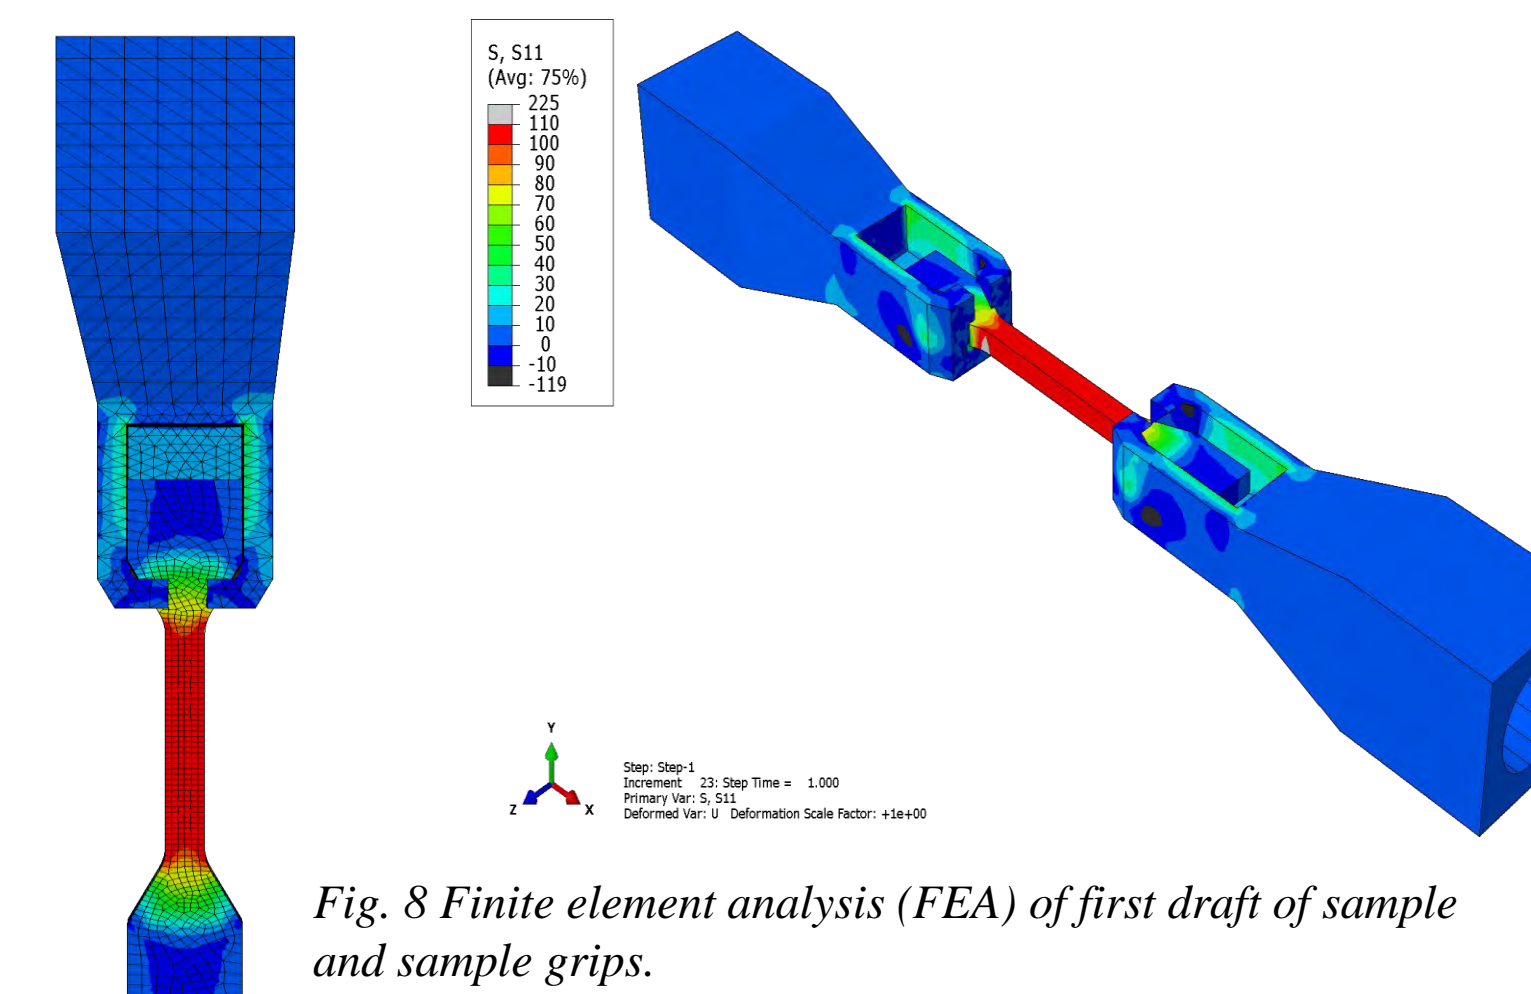 S, S11
(Avg: 75%)
225
110
100
90
80
70
60
50
40
30
20
10
0
-10
-119
Y
Z
X
Step: Step-1
Increment 23: Step Time = 1.000
Primary Var: S, S11
Deformed Var: U Deformation Scale Factor: +1e+00
Fig. 8 Finite element analysis (FEA) of first draft of sample
and sample grips.